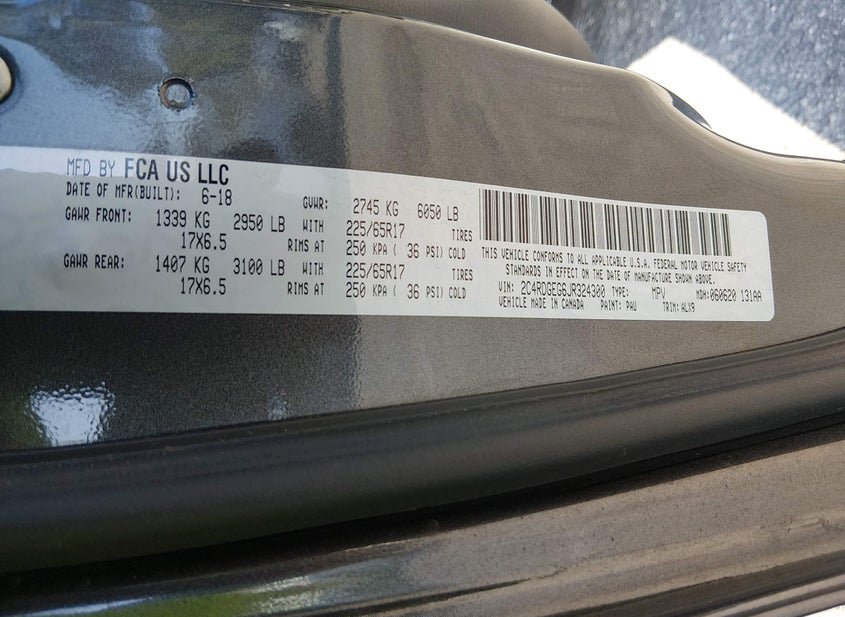 MFD BY FCA US LLC
DATE OF MFR(BUILT): 6-18 GVWR: 2745 KG 6050 LB
GAWR FRONT: 1339 KG 2950 LB WITH 225/65R17 TIRES
17X6.5 RIMS AT 250 KPA ( 36 PSI) COLD
GAWR REAR: 1407 KG 3100 LB WITH 225/65R17 TIRES
17X6.5 RIMS AT 250 KPA ( 36 PSI) COLD
THIS VEHICLE CONFORMS TO ALL APPLICABLE U.S.A. FEDERAL MOTOR VEHICLE SAFETY
STANDARDS IN EFFECT ON THE DATE OF MANUFACTURE SHOWN ABOVE.
VIN: 2C4RDGEG6JR324300 TYPE: MPV MDH: 060620 131AA
VEHICLE MADE IN CANADA PAINT: PAU TRIM: ALX9